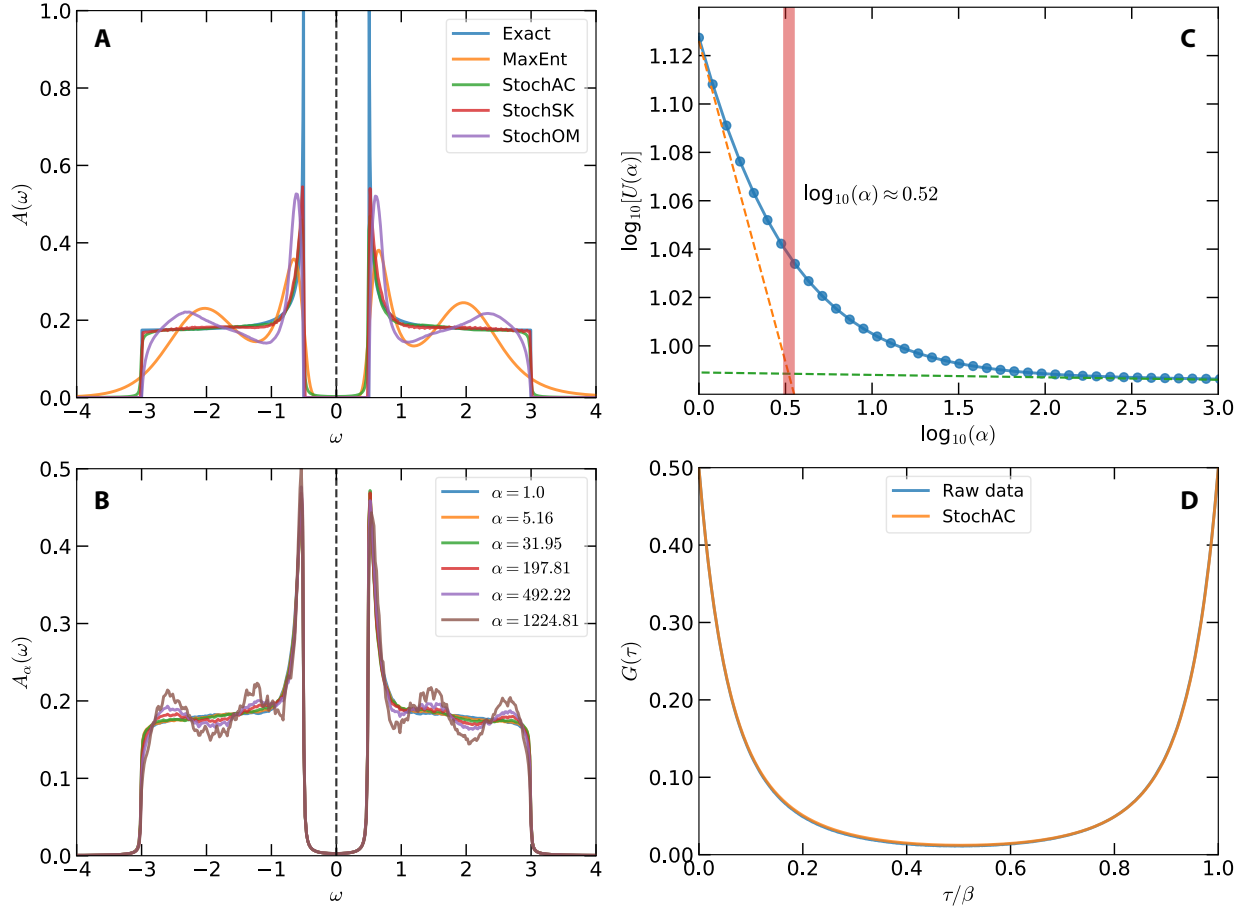 A
Exact
MaxEnt
StochAC
StochSK
StochOM
A(ω)
1.0
0.8
0.6
0.4
0.2
0.0
−4 −3 −2 −1 0 1 2 3 4
ω
C
log₁₀(α) ≈ 0.52
log₁₀[U(α)]
1.12
1.10
1.08
1.06
1.04
1.02
1.00
0.0 0.5 1.0 1.5 2.0 2.5 3.0
log₁₀(α)
B
α = 1.0
α = 5.16
α = 31.95
α = 197.81
α = 492.22
α = 1224.81
A_α(ω)
0.5
0.4
0.3
0.2
0.1
0.0
−4 −3 −2 −1 0 1 2 3 4
ω
D
Raw data
StochAC
G(τ)
0.50
0.40
0.30
0.20
0.10
0.00
0.0 0.2 0.4 0.6 0.8 1.0
τ/β